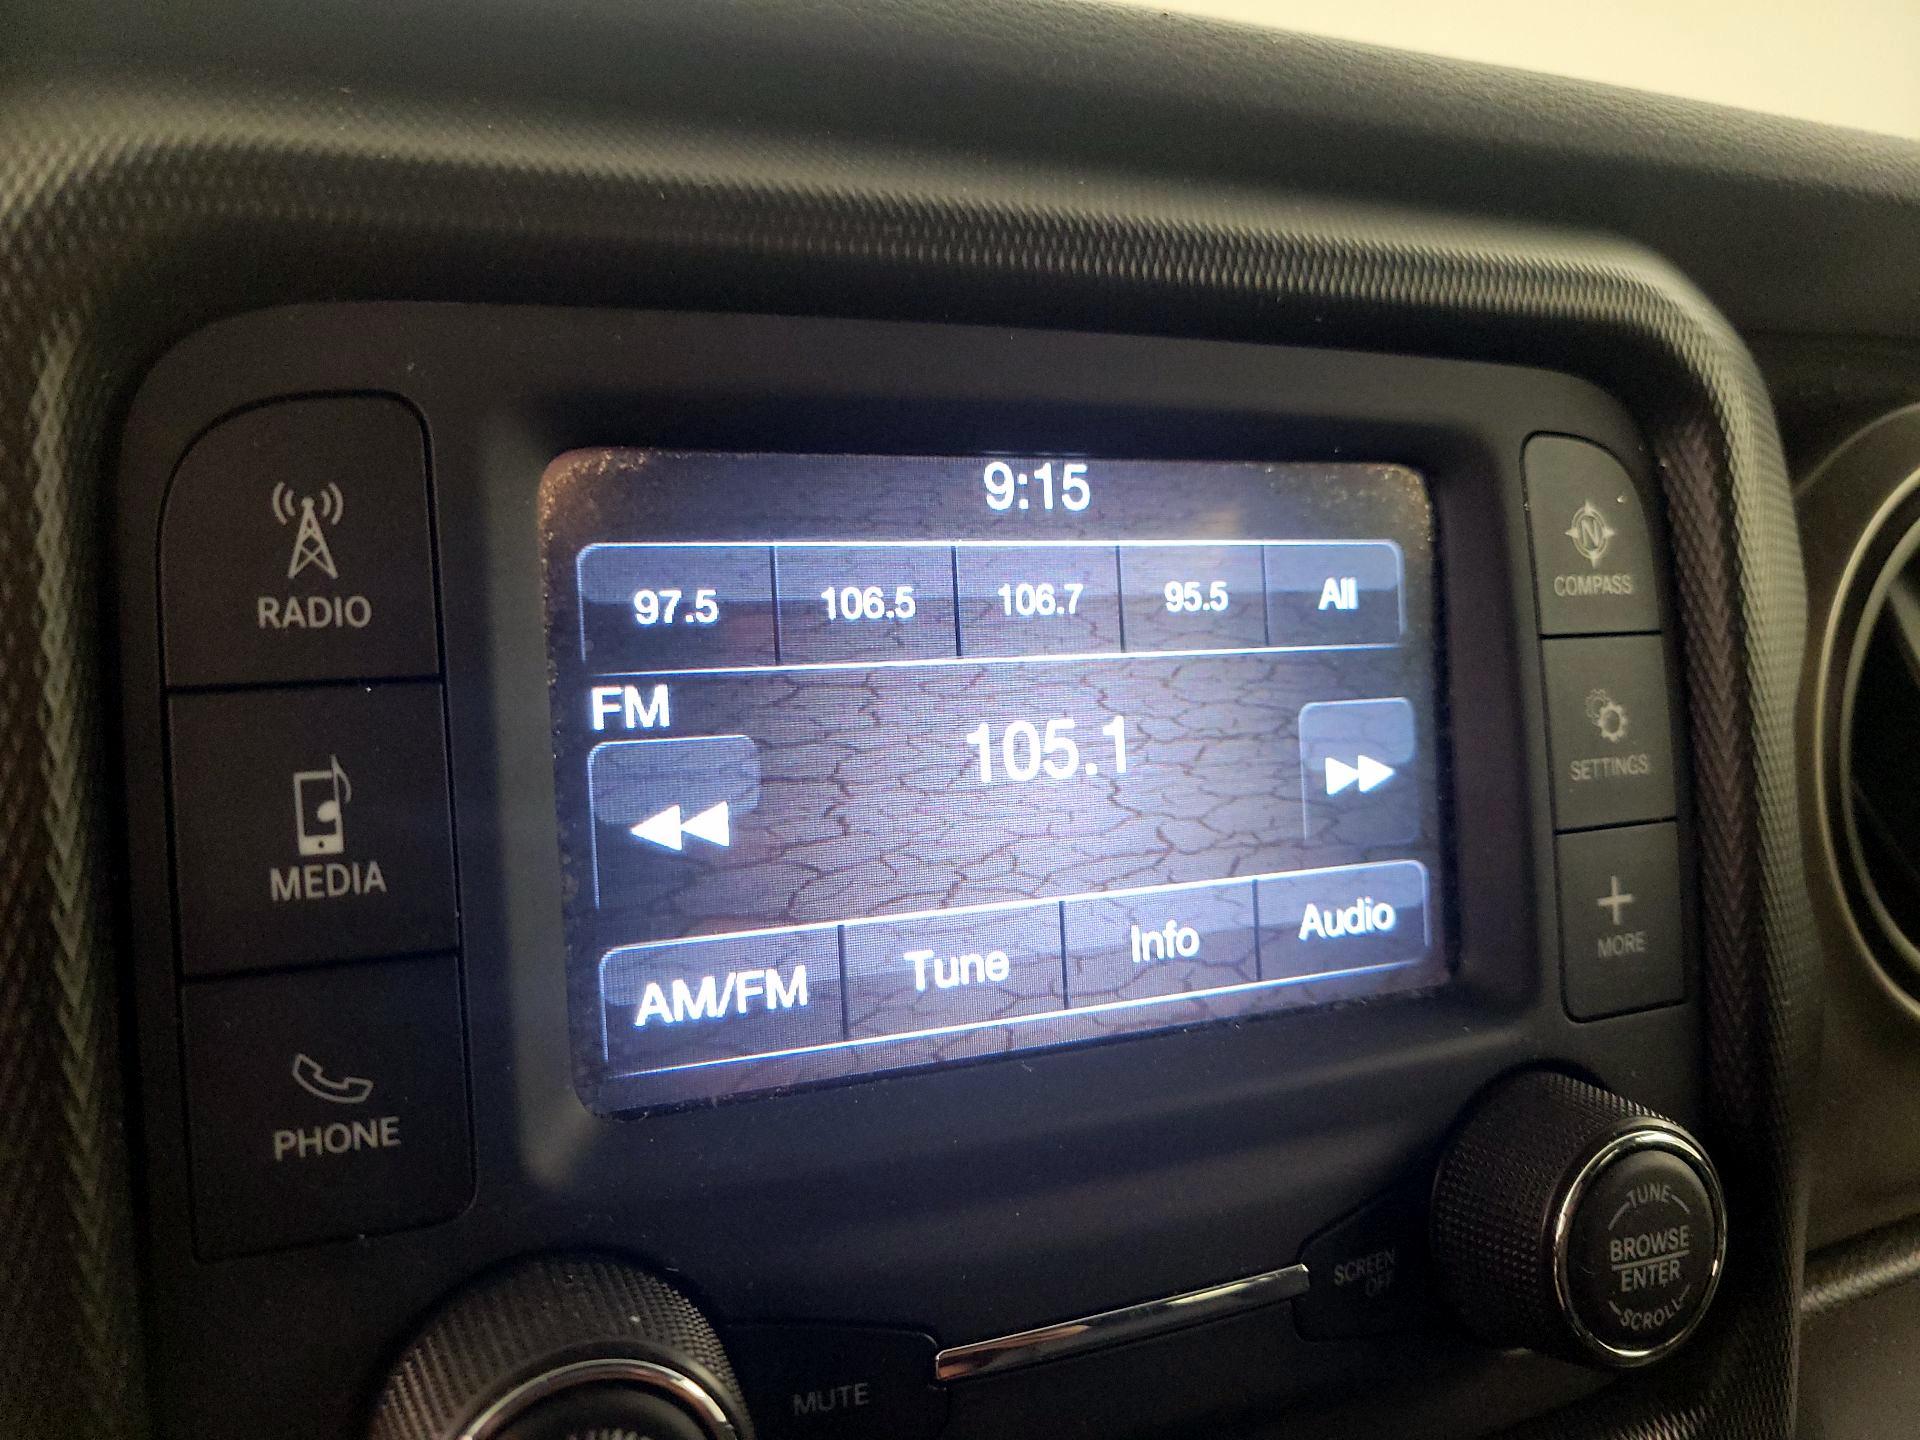 9:15
97.5 106.5 106.7 95.5 All
FM
105.1
AM/FM Tune Info Audio
RADIO
MEDIA
PHONE
N
COMPASS
SETTINGS
MORE
MUTE
SCREEN
OFF
TUNE
BROWSE
ENTER
SCROLL